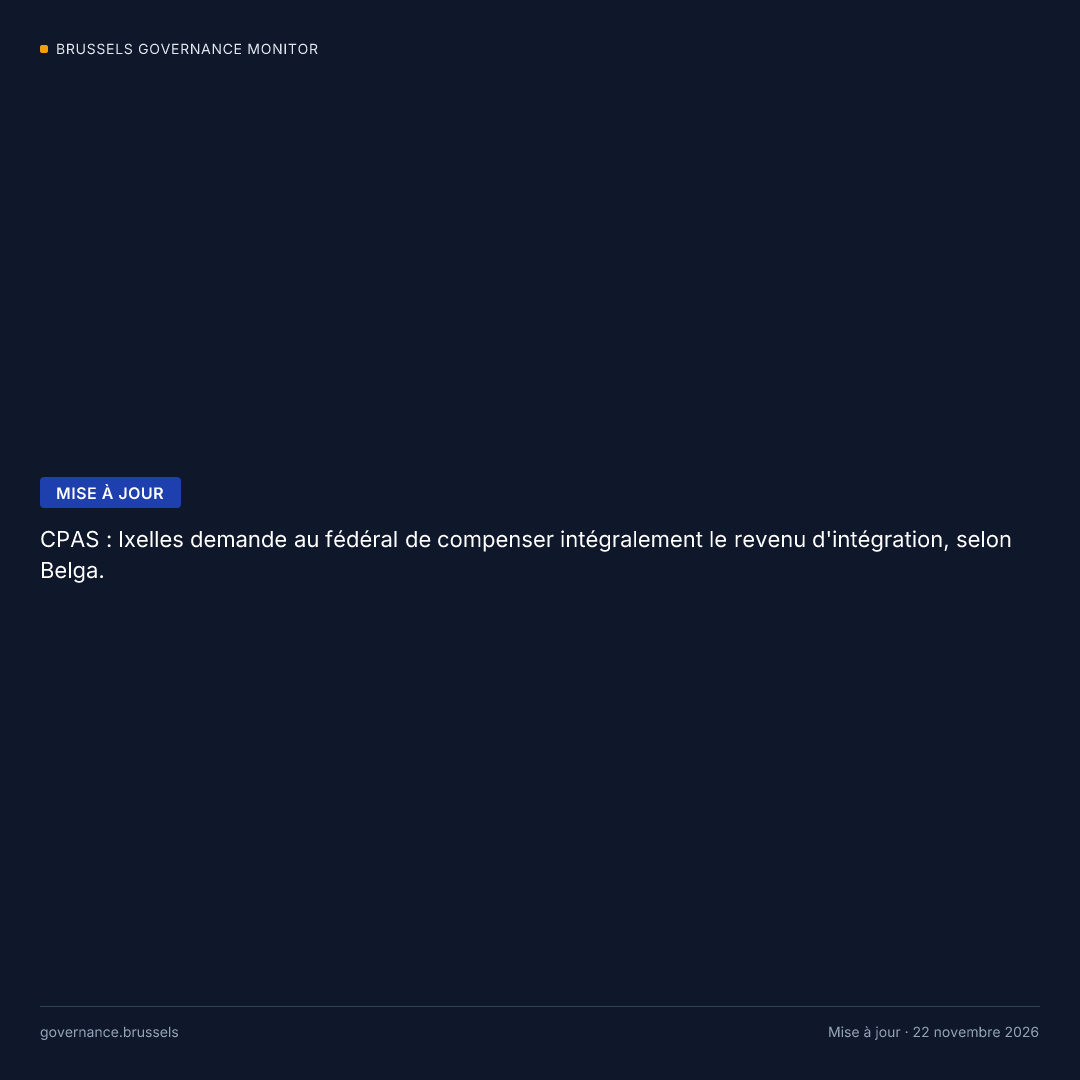 BRUSSELS GOVERNANCE MONITOR
MISE À JOUR
CPAS : Ixelles demande au fédéral de compenser intégralement le revenu d'intégration, selon
Belga.
governance.brussels
Mise à jour · 22 novembre 2026